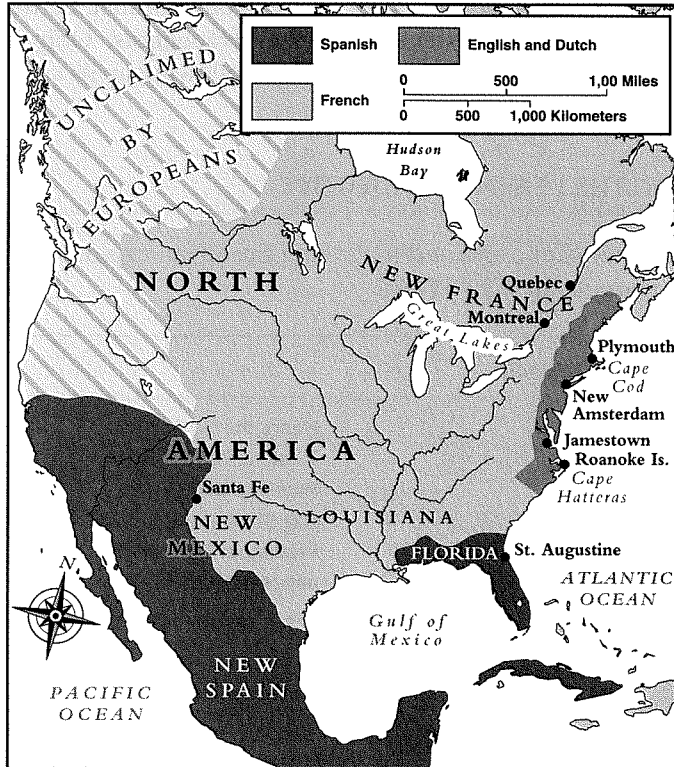 Spanish
English and Dutch
French
0 500 1,00 Miles
0 500 1,000 Kilometers
UNCLAIMED
BY
EUROPEANS
Hudson
Bay
NORTH
NEW FRANCE
Quebec
Montreal
Great Lakes
Plymouth
Cape
Cod
New
Amsterdam
Jamestown
Roanoke Is.
Cape
Hatteras
AMERICA
Santa Fe
NEW
MEXICO
LOUISIANA
FLORIDA
St. Augustine
N
ATLANTIC
OCEAN
Gulf of
Mexico
NEW
SPAIN
PACIFIC
OCEAN